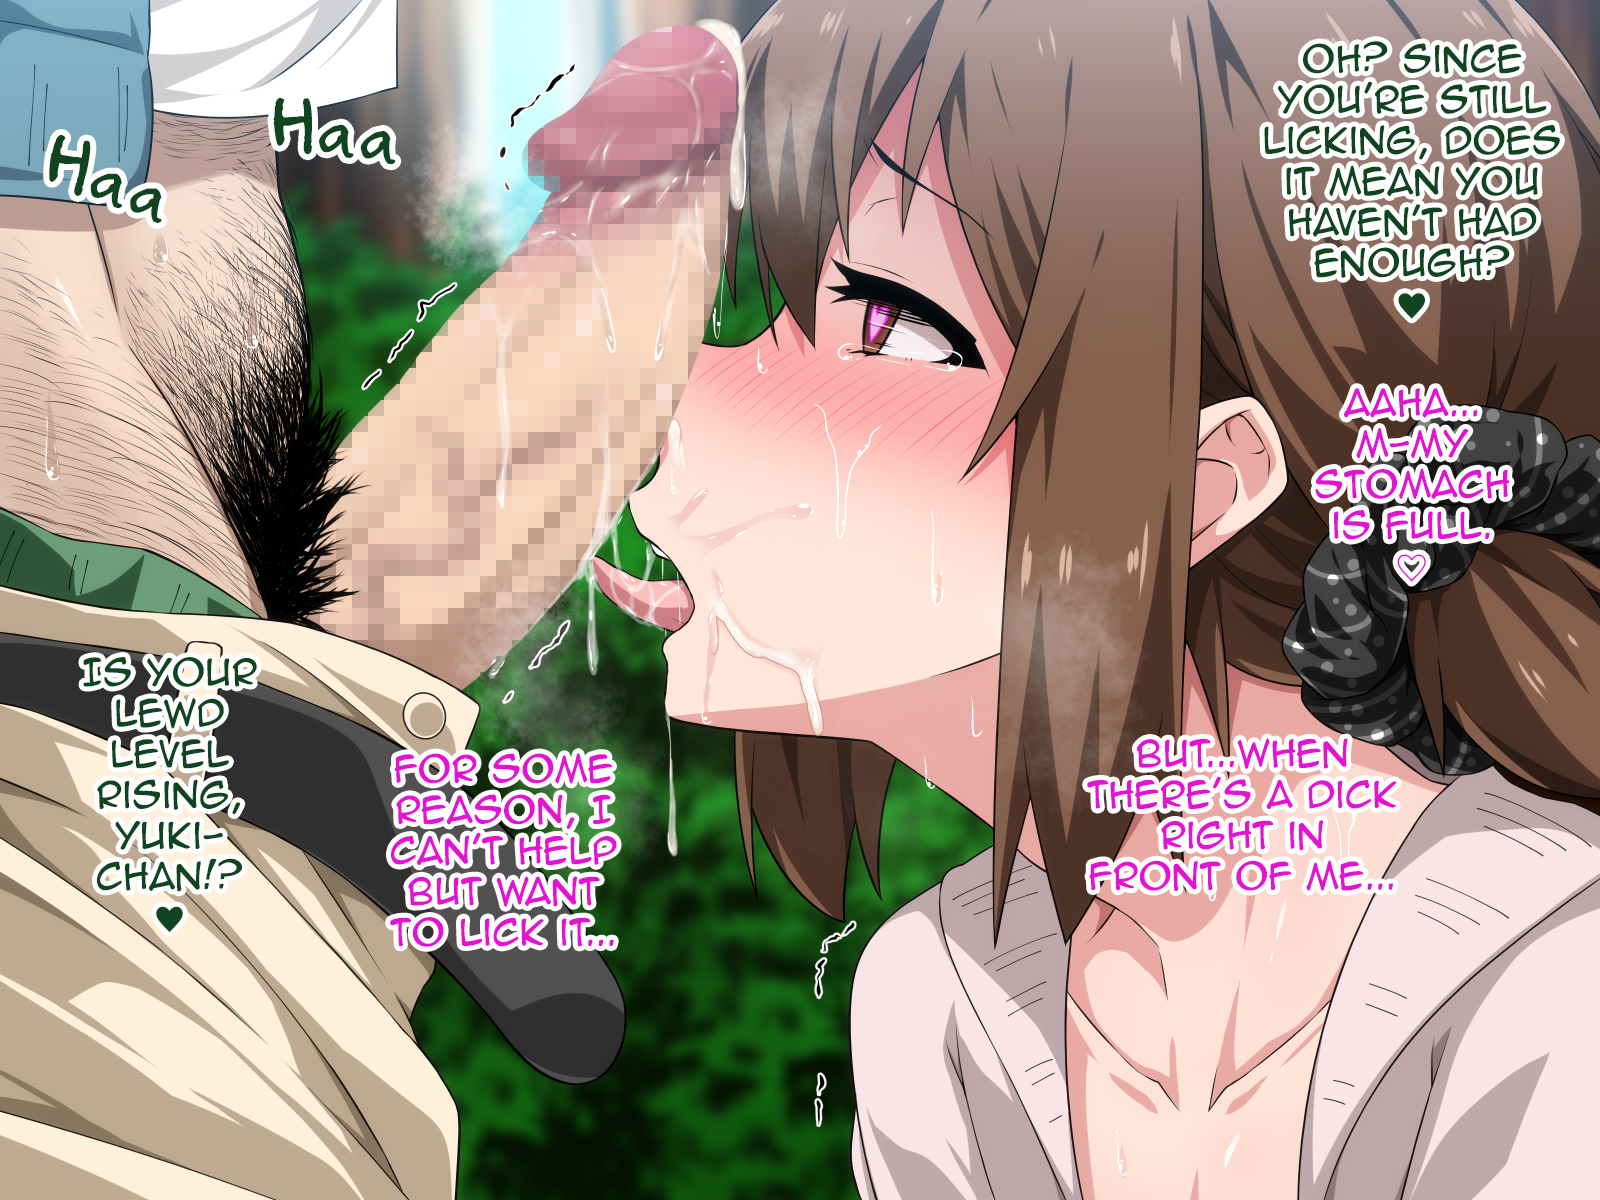 Haa
Haa
OH? SINCE
YOU'RE STILL
LICKING, DOES
IT MEAN YOU
HAVEN'T HAD
ENOUGH?
♥
AAHA...
M-MY
STOMACH
IS FULL.
♡
IS YOUR
LEWD
LEVEL
RISING,
YUKI-
CHAN!?
♥
FOR SOME
REASON, I
CAN'T HELP
BUT WANT
TO LICK IT...
BUT...WHEN
THERE'S A DICK
RIGHT IN
FRONT OF ME...